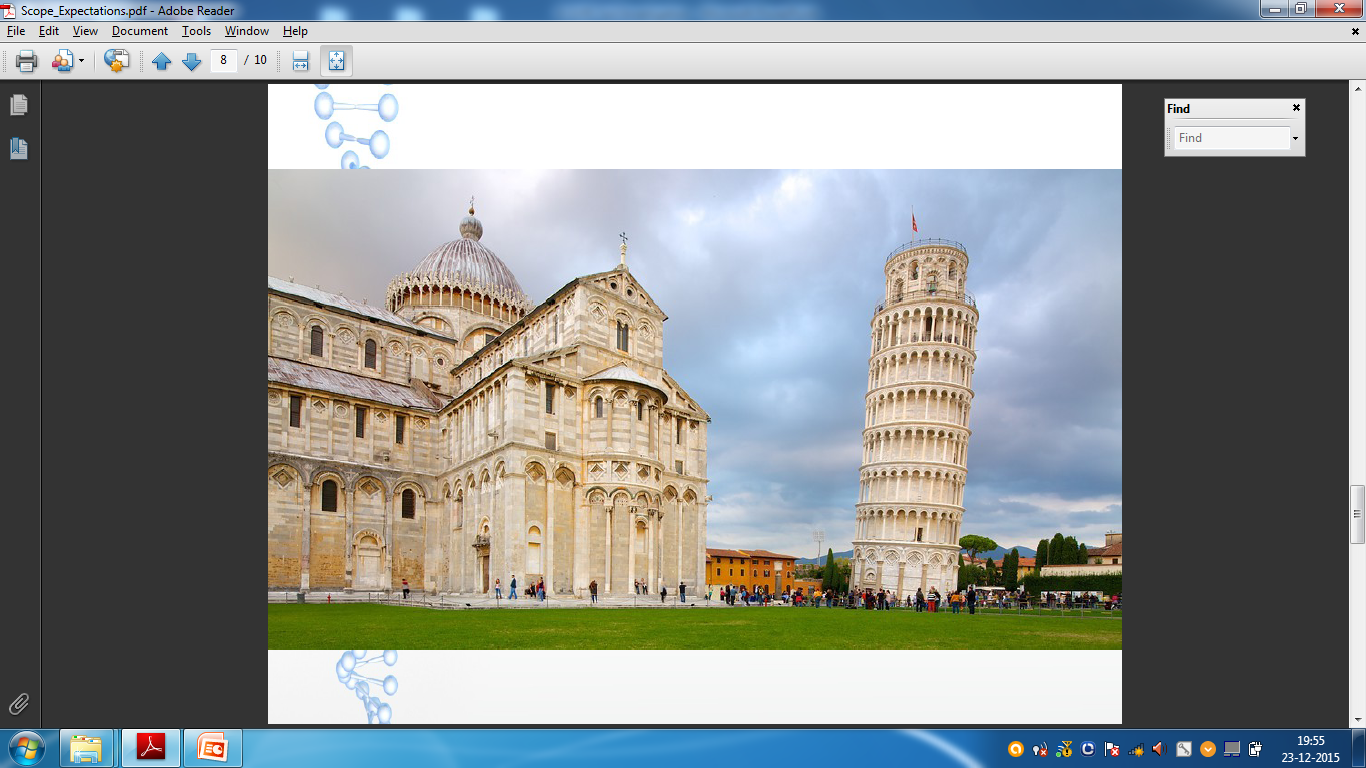 Scope_Expectations.pdf - Adobe Reader
File Edit View Document Tools Window Help
8 / 10
Find
Find
19:55
23-12-2015